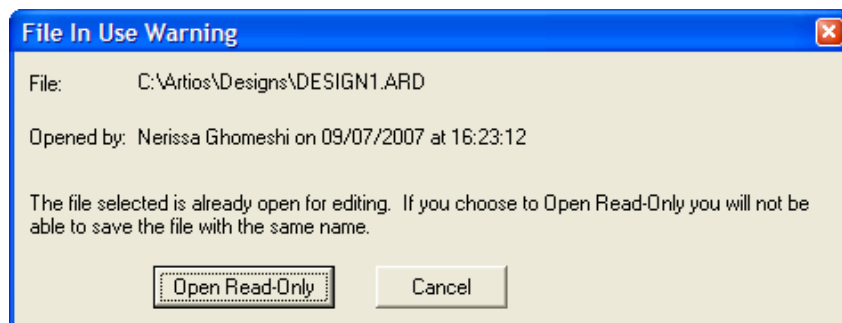 File In Use Warning
File: C:\Artios\Designs\DESIGN1.ARD
Opened by: Nerissa Ghomeshi on 09/07/2007 at 16:23:12
The file selected is already open for editing. If you choose to Open Read-Only you will not be
able to save the file with the same name.
Open Read-Only Cancel